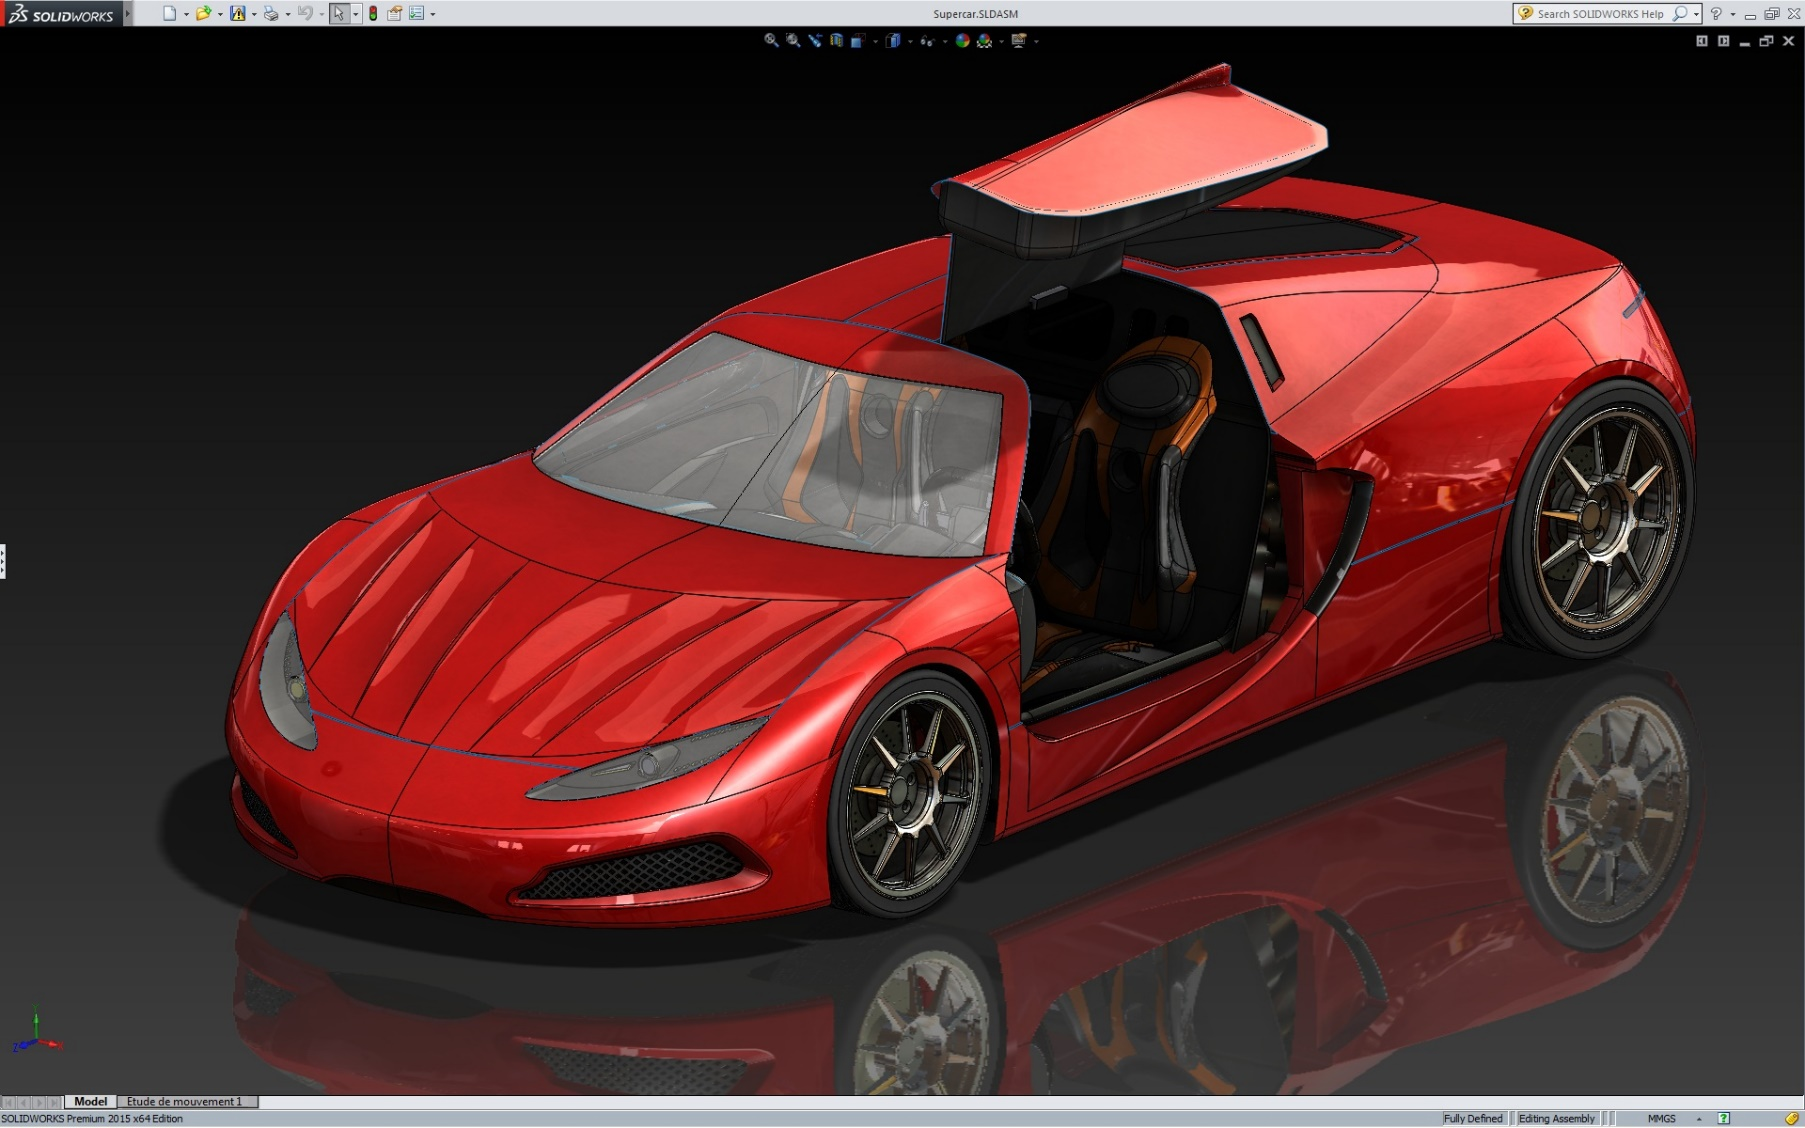 SOLIDWORKS
Supercar.SLDASM
Search SOLIDWORKS Help
Model
Etude de mouvement 1
SOLIDWORKS Premium 2015 x64 Edition
Fully Defined
Editing Assembly
MMGS